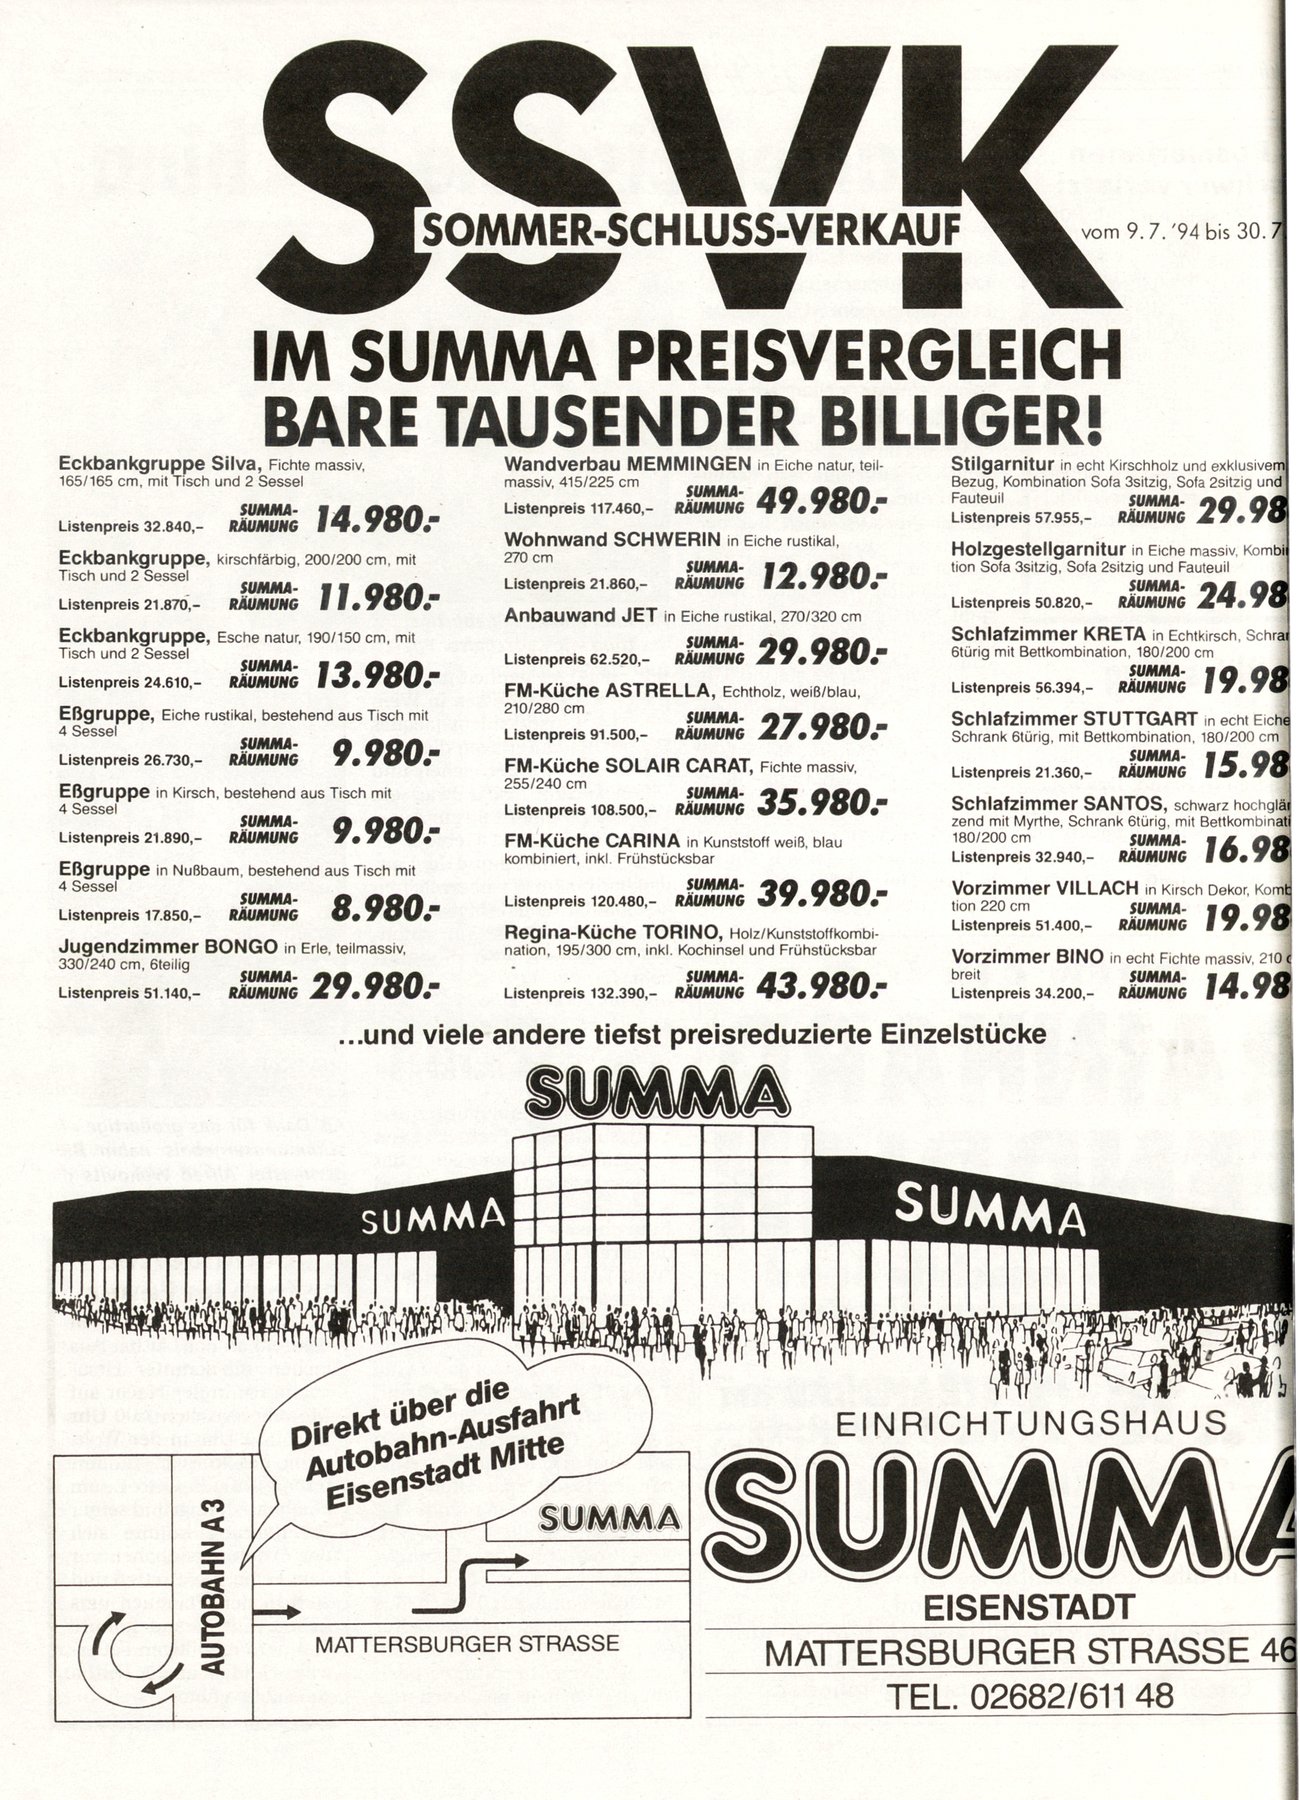 SSVK
SOMMER-SCHLUSS-VERKAUF
vom 9.7.'94 bis 30.7
IM SUMMA PREISVERGLEICH
BARE TAUSENDER BILLIGER!
Eckbankgruppe Silva, Fichte massiv,
165/165 cm, mit Tisch und 2 Sessel
Listenpreis 32.840,– SUMMA-RÄUMUNG 14.980.-
Eckbankgruppe, kirschfärbig, 200/200 cm, mit
Tisch und 2 Sessel
Listenpreis 21.870,– SUMMA-RÄUMUNG 11.980.-
Eckbankgruppe, Esche natur, 190/150 cm, mit
Tisch und 2 Sessel
Listenpreis 24.610,– SUMMA-RÄUMUNG 13.980.-
Eßgruppe, Eiche rustikal, bestehend aus Tisch mit
4 Sessel
Listenpreis 26.730,– SUMMA-RÄUMUNG 9.980.-
Eßgruppe in Kirsch, bestehend aus Tisch mit
4 Sessel
Listenpreis 21.890,– SUMMA-RÄUMUNG 9.980.-
Eßgruppe in Nußbaum, bestehend aus Tisch mit
4 Sessel
Listenpreis 17.850,– SUMMA-RÄUMUNG 8.980.-
Jugendzimmer BONGO in Erle, teilmassiv,
330/240 cm, 6teilig
Listenpreis 51.140,– SUMMA-RÄUMUNG 29.980.-
Wandverbau MEMMINGEN in Eiche natur, teil-
massiv, 415/225 cm
Listenpreis 117.460,– SUMMA-RÄUMUNG 49.980.-
Wohnwand SCHWERIN in Eiche rustikal,
270 cm
Listenpreis 21.860,– SUMMA-RÄUMUNG 12.980.-
Anbauwand JET in Eiche rustikal, 270/320 cm
Listenpreis 62.520,– SUMMA-RÄUMUNG 29.980.-
FM-Küche ASTRELLA, Echtholz, weiß/blau,
210/280 cm
Listenpreis 91.500,– SUMMA-RÄUMUNG 27.980.-
FM-Küche SOLAIR CARAT, Fichte massiv,
255/240 cm
Listenpreis 108.500,– SUMMA-RÄUMUNG 35.980.-
FM-Küche CARINA in Kunststoff weiß, blau
kombiniert, inkl. Frühstücksbar
Listenpreis 120.480,– SUMMA-RÄUMUNG 39.980.-
Regina-Küche TORINO, Holz/Kunststoffkombi-
nation, 195/300 cm, inkl. Kochinsel und Frühstücksbar
Listenpreis 132.390,– SUMMA-RÄUMUNG 43.980.-
Stilgarnitur in echt Kirschholz und exklusivem
Bezug, Kombination Sofa 3sitzig, Sofa 2sitzig und
Fauteuil
Listenpreis 57.955,– SUMMA-RÄUMUNG 29.98
Holzgestellgarnitur in Eiche massiv, Kombi
tion Sofa 3sitzig, Sofa 2sitzig und Fauteuil
Listenpreis 50.820,– SUMMA-RÄUMUNG 24.98
Schlafzimmer KRETA in Echtkirsch, Schra
6türig mit Bettkombination, 180/200 cm
Listenpreis 56.394,– SUMMA-RÄUMUNG 19.98
Schlafzimmer STUTTGART in echt Eiche
Schrank 6türig, mit Bettkombination, 180/200 cm
Listenpreis 21.360,– SUMMA-RÄUMUNG 15.98
Schlafzimmer SANTOS, schwarz hochglän
zend mit Myrthe, Schrank 6türig, mit Bettkombinati
180/200 cm
Listenpreis 32.940,– SUMMA-RÄUMUNG 16.98
Vorzimmer VILLACH in Kirsch Dekor, Komb
tion 220 cm
Listenpreis 51.400,– SUMMA-RÄUMUNG 19.98
Vorzimmer BINO in echt Fichte massiv, 210 c
breit
Listenpreis 34.200,– SUMMA-RÄUMUNG 14.98
...und viele andere tiefst preisreduzierte Einzelstücke
SUMMA
SUMMA
SUMMA
Direkt über die
Autobahn-Ausfahrt
Eisenstadt Mitte
SUMMA
AUTOBAHN A3
MATTERSBURGER STRASSE
EINRICHTUNGSHAUS
SUMMA
EISENSTADT
MATTERSBURGER STRASSE 46
TEL. 02682/611 48